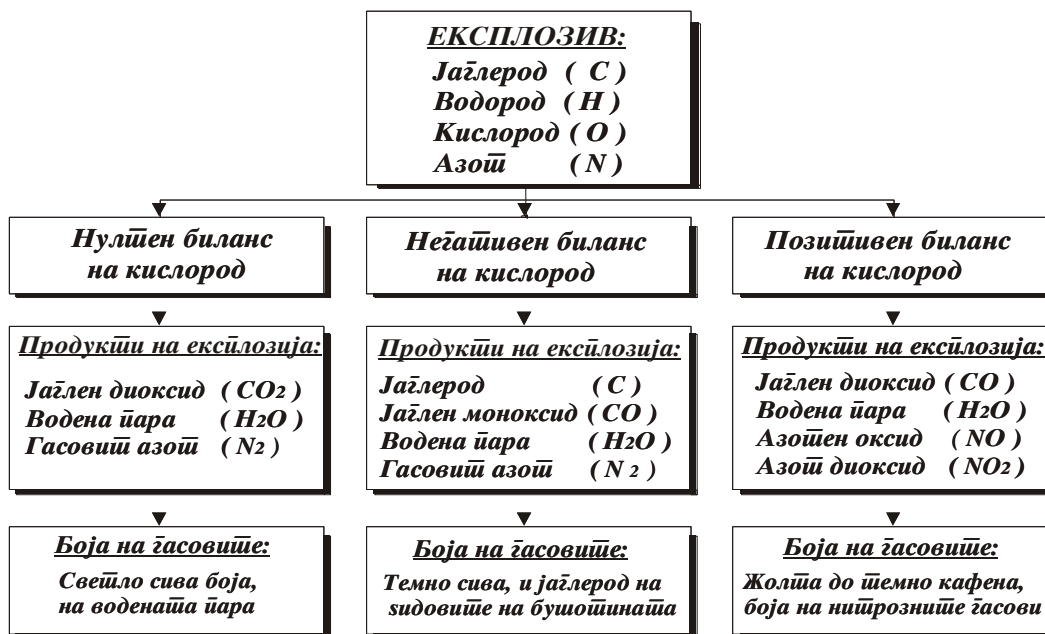 ЕКСПЛОЗИВ:
Јаглерод ( C )
Водород ( H )
Кислород ( O )
Азот ( N )
Нултен биланс
на кислород
Негативен биланс
на кислород
Позитивен биланс
на кислород
Продукти на експлозија:
Јаглен диоксид ( CO2 )
Водена пара ( H2O )
Гасовит азот ( N2 )
Продукти на експлозија:
Јаглерод ( C )
Јаглен моноксид ( CO )
Водена пара ( H2O )
Гасовит азот ( N 2 )
Продукти на експлозија:
Јаглен диоксид ( CO )
Водена пара ( H2O )
Азотен оксид ( NO )
Азот диоксид ( NO2 )
Боја на гасовите:
Светло сива боја,
на водената пара
Боја на гасовите:
Темно сива, и јаглерод на
ѕидовите на бушотината
Боја на гасовите:
Жолта до темно кафена,
боја на нитрозните гасови